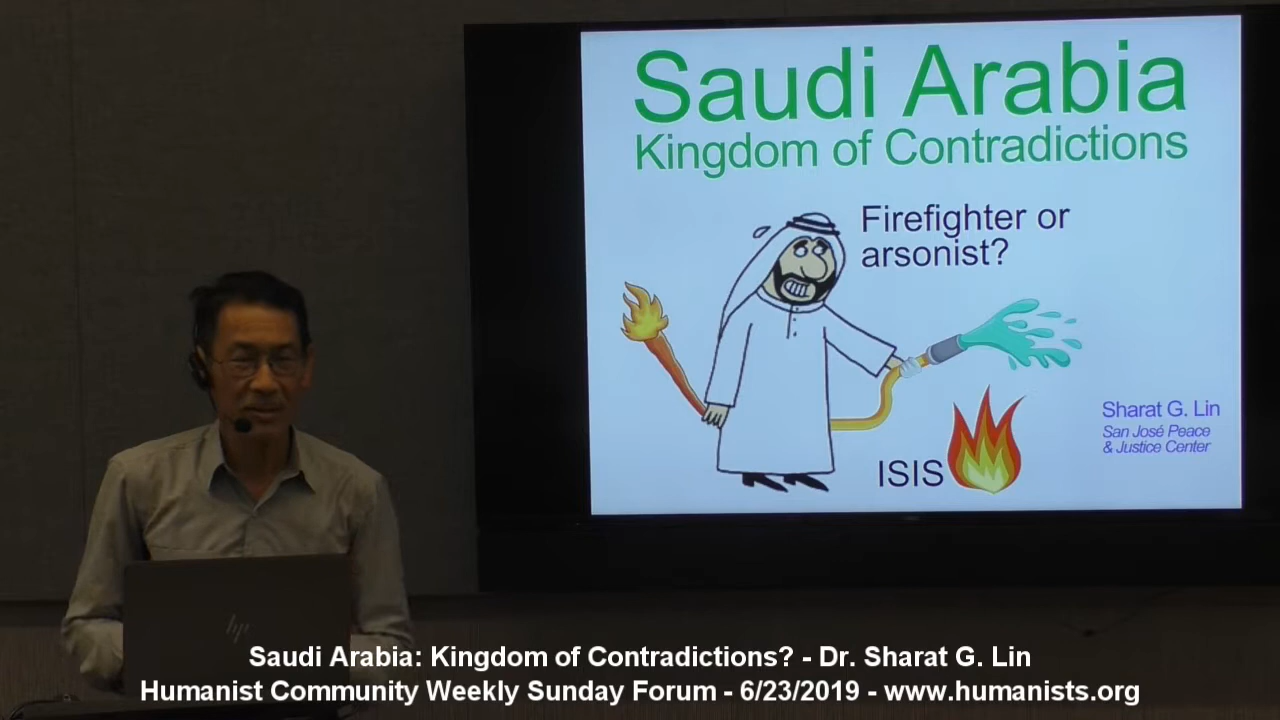 Saudi Arabia
Kingdom of Contradictions
Firefighter or
arsonist?
Sharat G. Lin
San José Peace
& Justice Center
ISIS
hp
Saudi Arabia: Kingdom of Contradictions? - Dr. Sharat G. Lin
Humanist Community Weekly Sunday Forum - 6/23/2019 - www.humanists.org